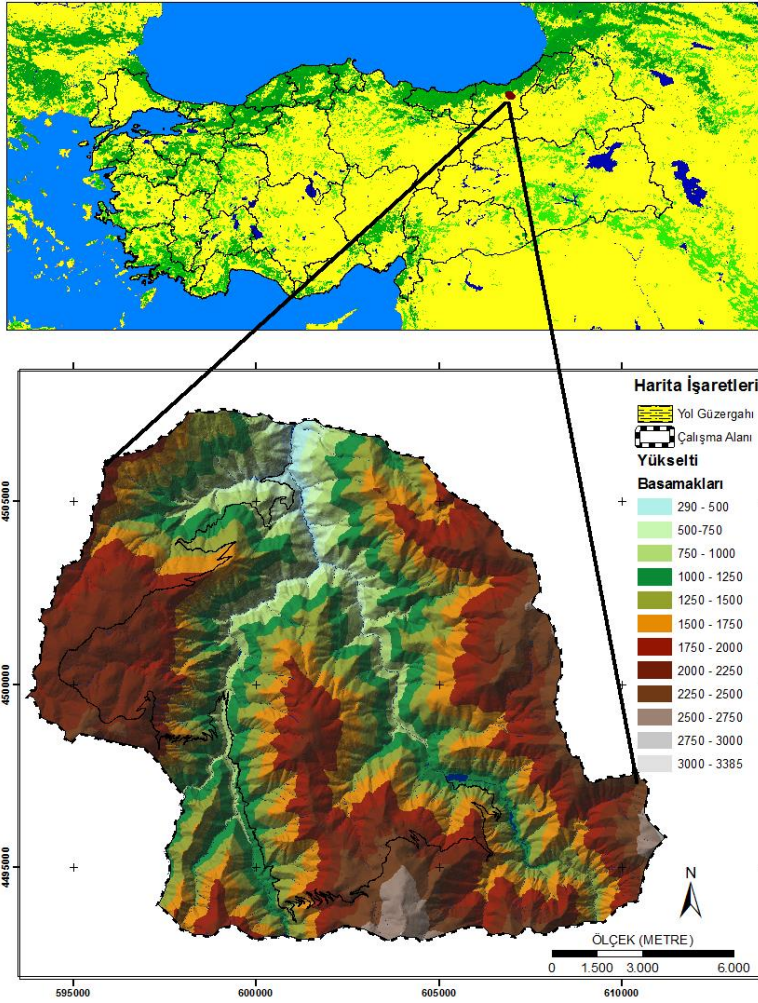 Harita İşaretleri
Yol Güzergahı
Çalışma Alanı
Yükselti
Basamakları
290 - 500
500-750
750 - 1000
1000 - 1250
1250 - 1500
1500 - 1750
1750 - 2000
2000 - 2250
2250 - 2500
2500 - 2750
2750 - 3000
3000 - 3385
4505000
4500000
4495000
N
ÖLÇEK (METRE)
0 1.500 3.000 6.000
595000 600000 605000 610000